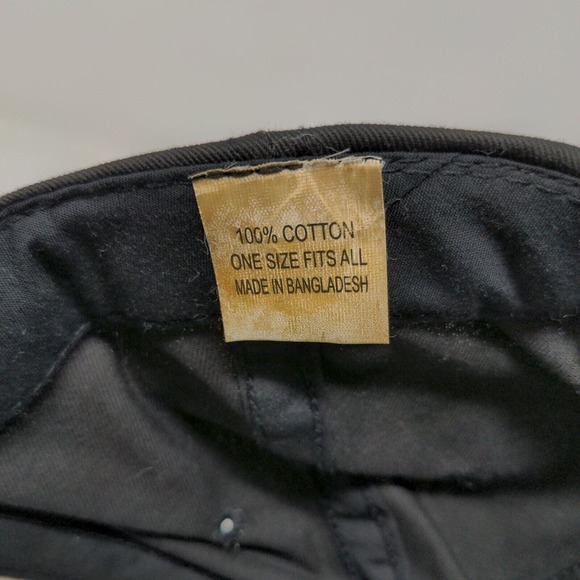 100% COTTON
ONE SIZE FITS ALL
MADE IN BANGLADESH